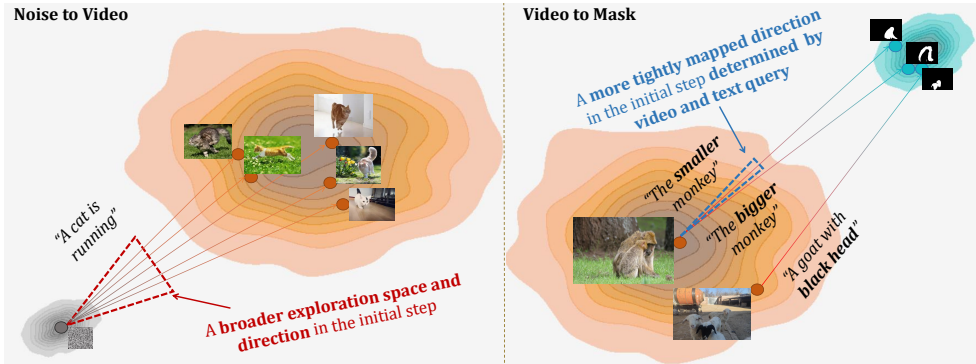 Noise to Video
"A cat is
running"
A broader exploration space and
direction in the initial step
Video to Mask
A more tightly mapped direction
in the initial step determined by
video and text query
"The smaller
monkey"
"The bigger
monkey"
"A goat with
black head"